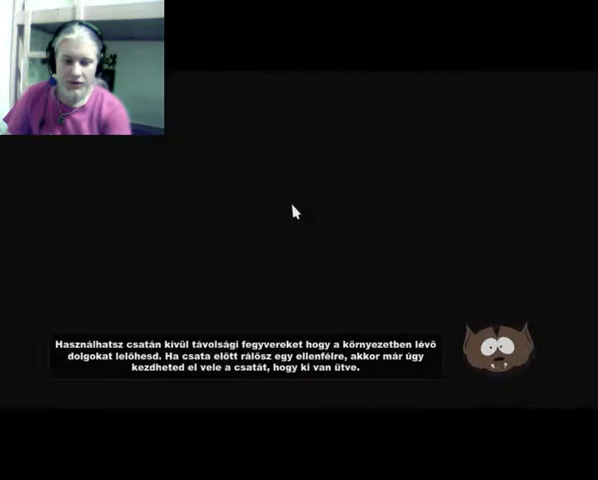 Használhatsz csatán kívül távolsági fegyvereket hogy a környezetben lévő
dolgokat lelőhesd. Ha csata előtt rálősz egy ellenfélre, akkor már úgy
kezdheted el vele a csatát, hogy ki van ütve.